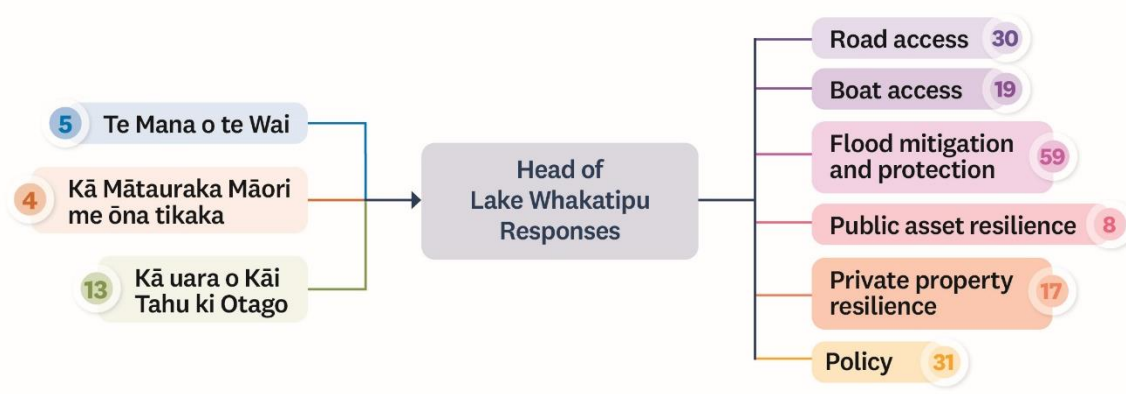 5
Te Mana o te Wai
4
Kā Mātauraka Māori
me ōna tikaka
13
Kā uara o Kāi
Tahu ki Otago
Head of
Lake Whakatipu
Responses
Road access 30
Boat access 19
Flood mitigation
and protection
59
Public asset resilience 8
Private property
resilience
17
Policy 31